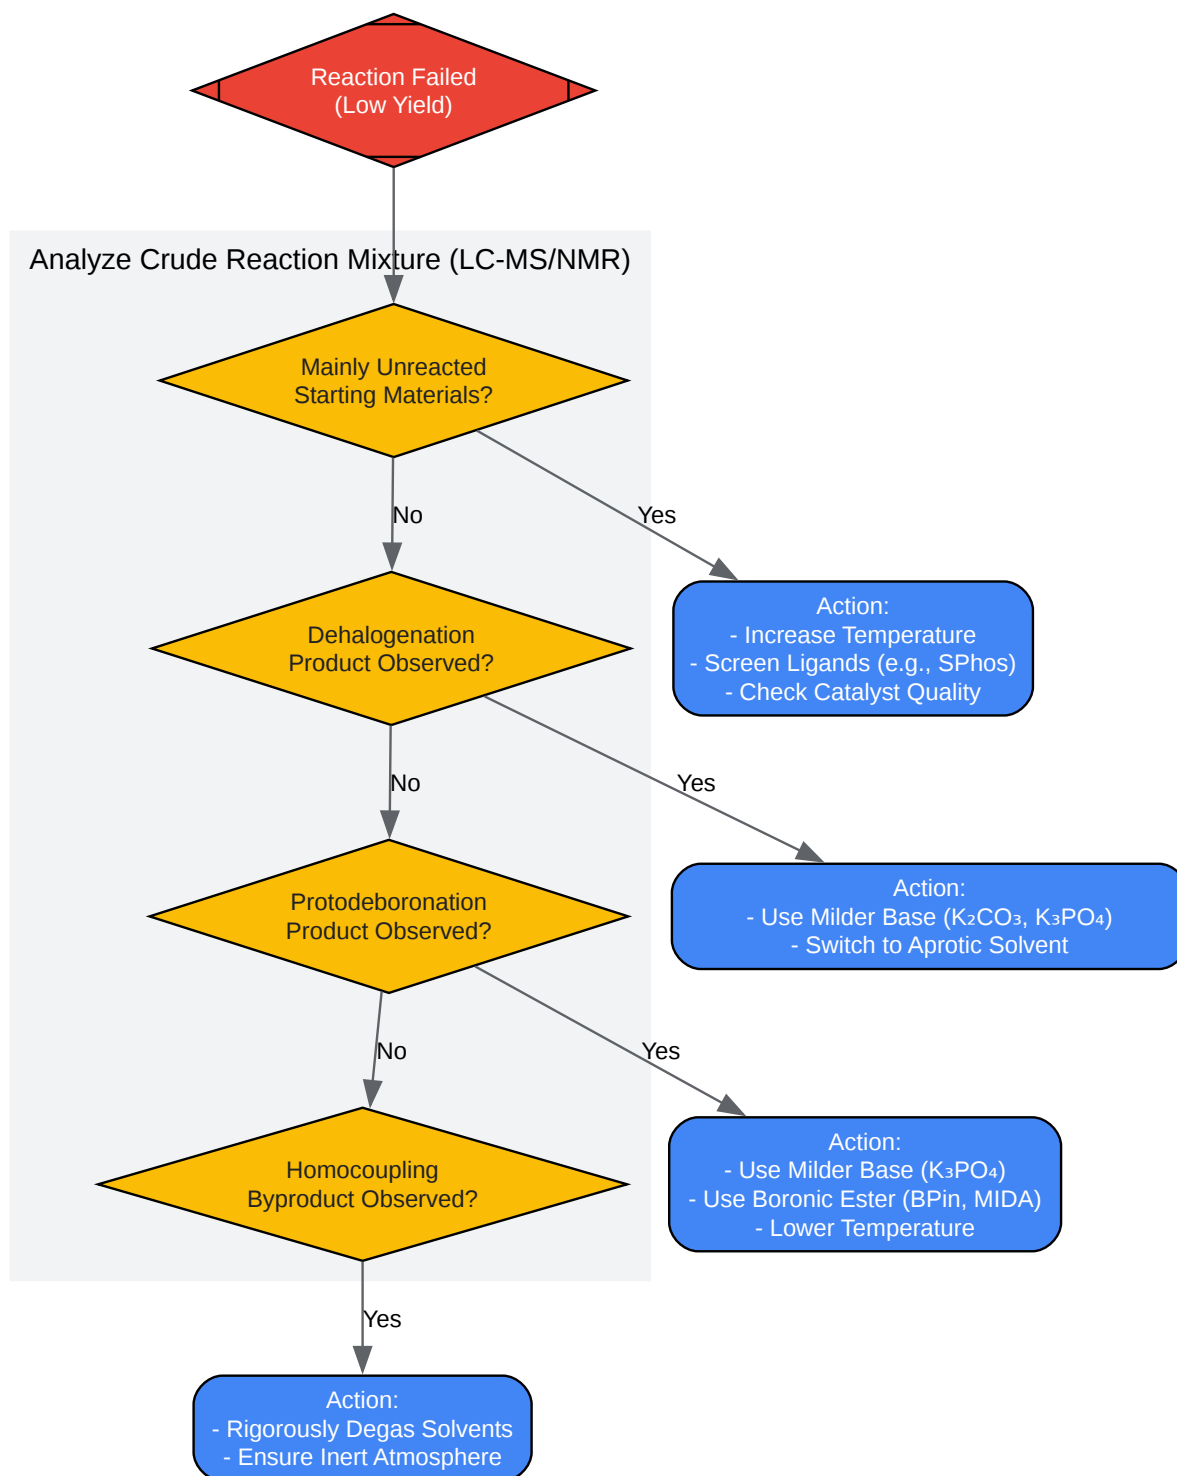 Reaction Failed
(Low Yield)
Analyze Crude Reaction Mixture (LC-MS/NMR)
Mainly Unreacted
Starting Materials?
No
Yes
Action:
- Increase Temperature
- Screen Ligands (e.g., SPhos)
- Check Catalyst Quality
Dehalogenation
Product Observed?
No
Yes
Action:
- Use Milder Base (K₂CO₃, K₃PO₄)
- Switch to Aprotic Solvent
Protodeboronation
Product Observed?
No
Yes
Action:
- Use Milder Base (K₃PO₄)
- Use Boronic Ester (BPin, MIDA)
- Lower Temperature
Homocoupling
Byproduct Observed?
Yes
Action:
- Rigorously Degas Solvents
- Ensure Inert Atmosphere